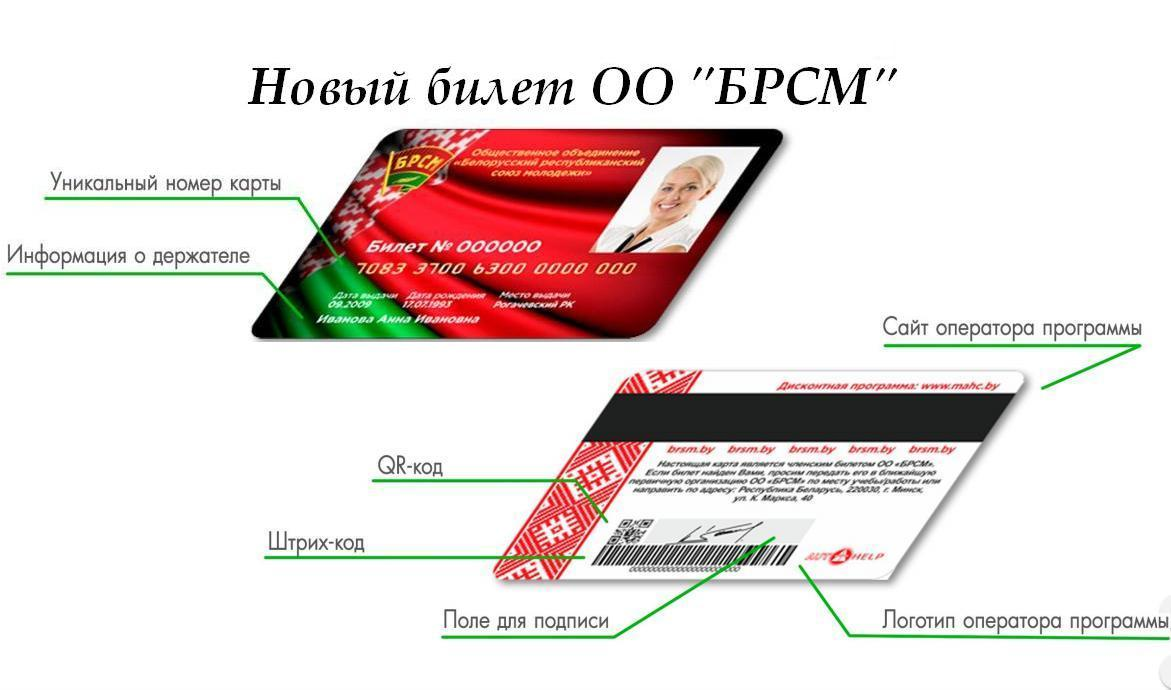 Новый билет ОО "БРСМ"
Уникальный номер карты
Информация о держателе
БРСМ
Общественное объединение
«Белорусский республиканский
союз молодежи»
Билет № 000000
7083 3700 6300 0000 000
Дата выдачи Дата рождения Место выдачи
09.2009 17.07.1993 Рогачевский РК
Иванова Анна Ивановна
Сайт оператора программы
Дисконтная программа: www.mahc.by
brsm.by brsm.by brsm.by brsm.by brsm.by
Настоящая карта является членским билетом ОО «БРСМ».
Если билет найден Вами, просим передать его в ближайшую
первичную организацию ОО «БРСМ» по месту учебы/работы или
направить по адресу: Республика Беларусь, 220030, г. Минск,
ул. К. Маркса, 40
QR-код
Штрих-код
HELP
Поле для подписи
Логотип оператора программы